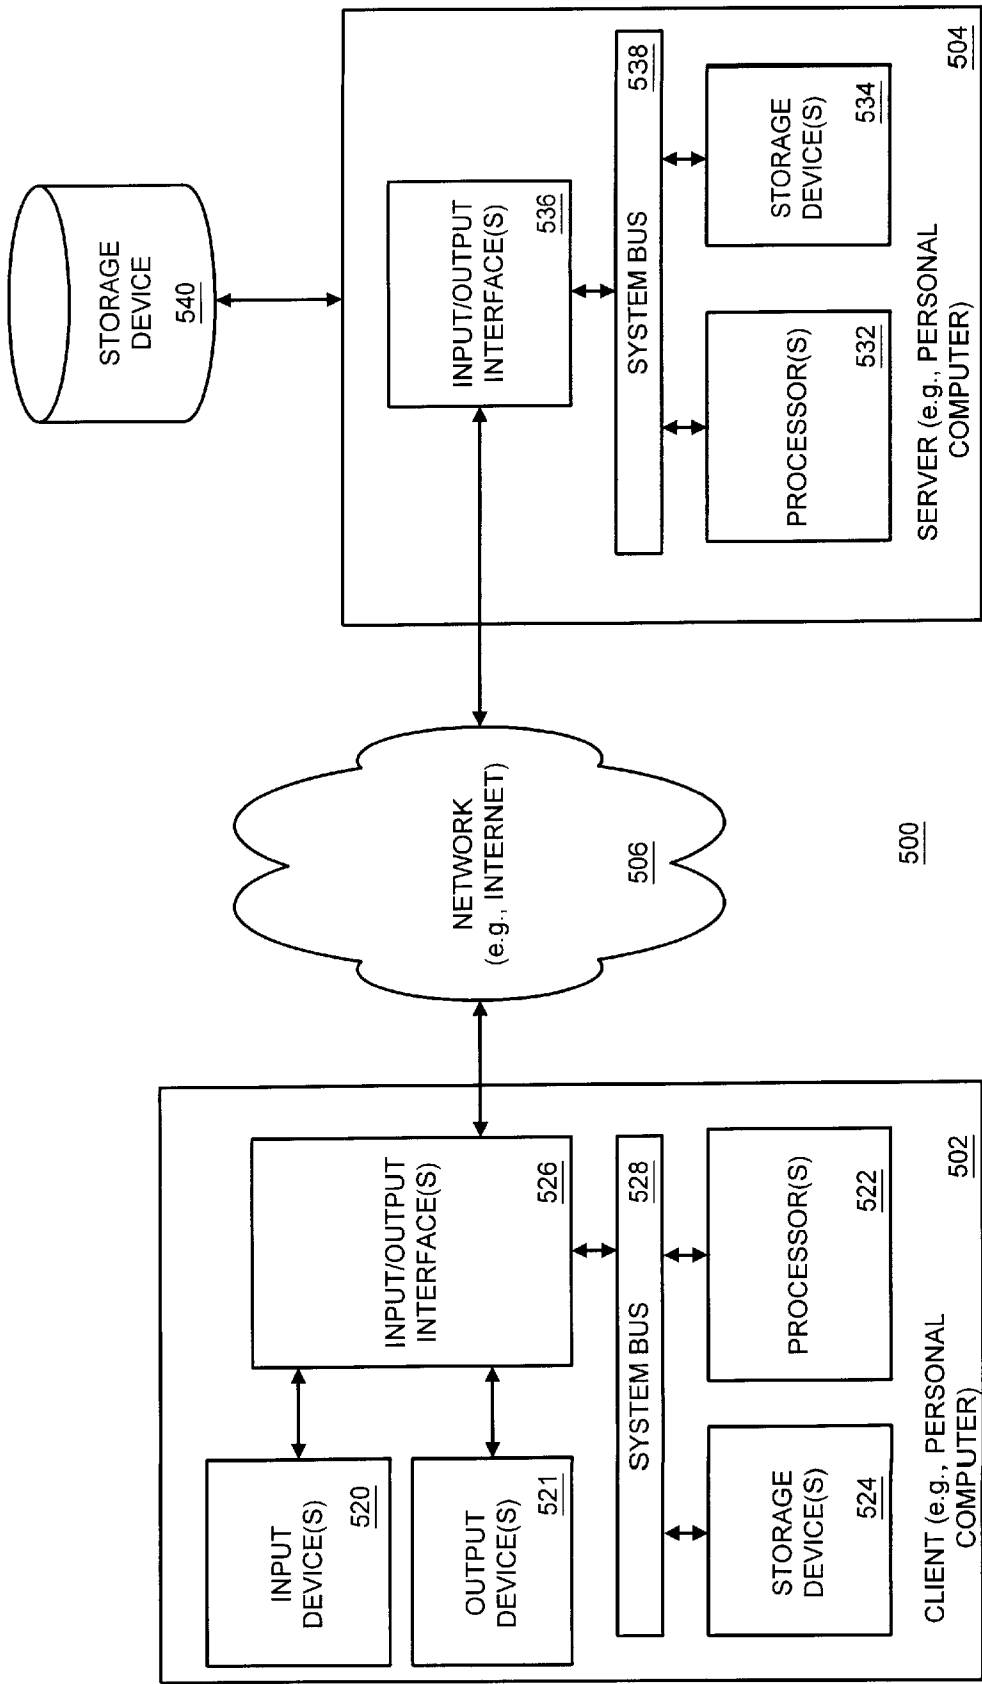 INPUT
DEVICE(S)
520
OUTPUT
DEVICE(S)
521
INPUT/OUTPUT
INTERFACE(S)
526
SYSTEM BUS
528
STORAGE
DEVICE(S)
524
PROCESSOR(S)
522
CLIENT (e.g., PERSONAL
COMPUTER)
502
NETWORK
(e.g., INTERNET)
506
500
STORAGE
DEVICE
540
INPUT/OUTPUT
INTERFACE(S)
536
SYSTEM BUS
538
PROCESSOR(S)
532
STORAGE
DEVICE(S)
534
SERVER (e.g., PERSONAL
COMPUTER)
504